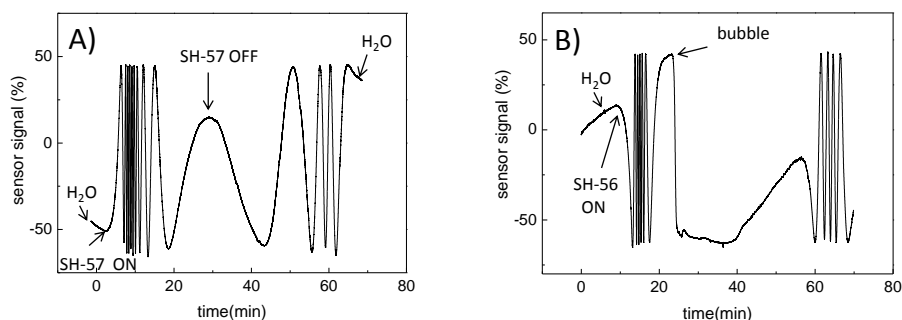 A)
H₂O
SH-57 OFF
50
0
-50
sensor signal (%)
H₂O
SH-57 ON
0
20
40
60
80
time(min)
B)
bubble
H₂O
50
0
-50
sensor signal (%)
SH-56
ON
0
20
40
60
80
time(min)